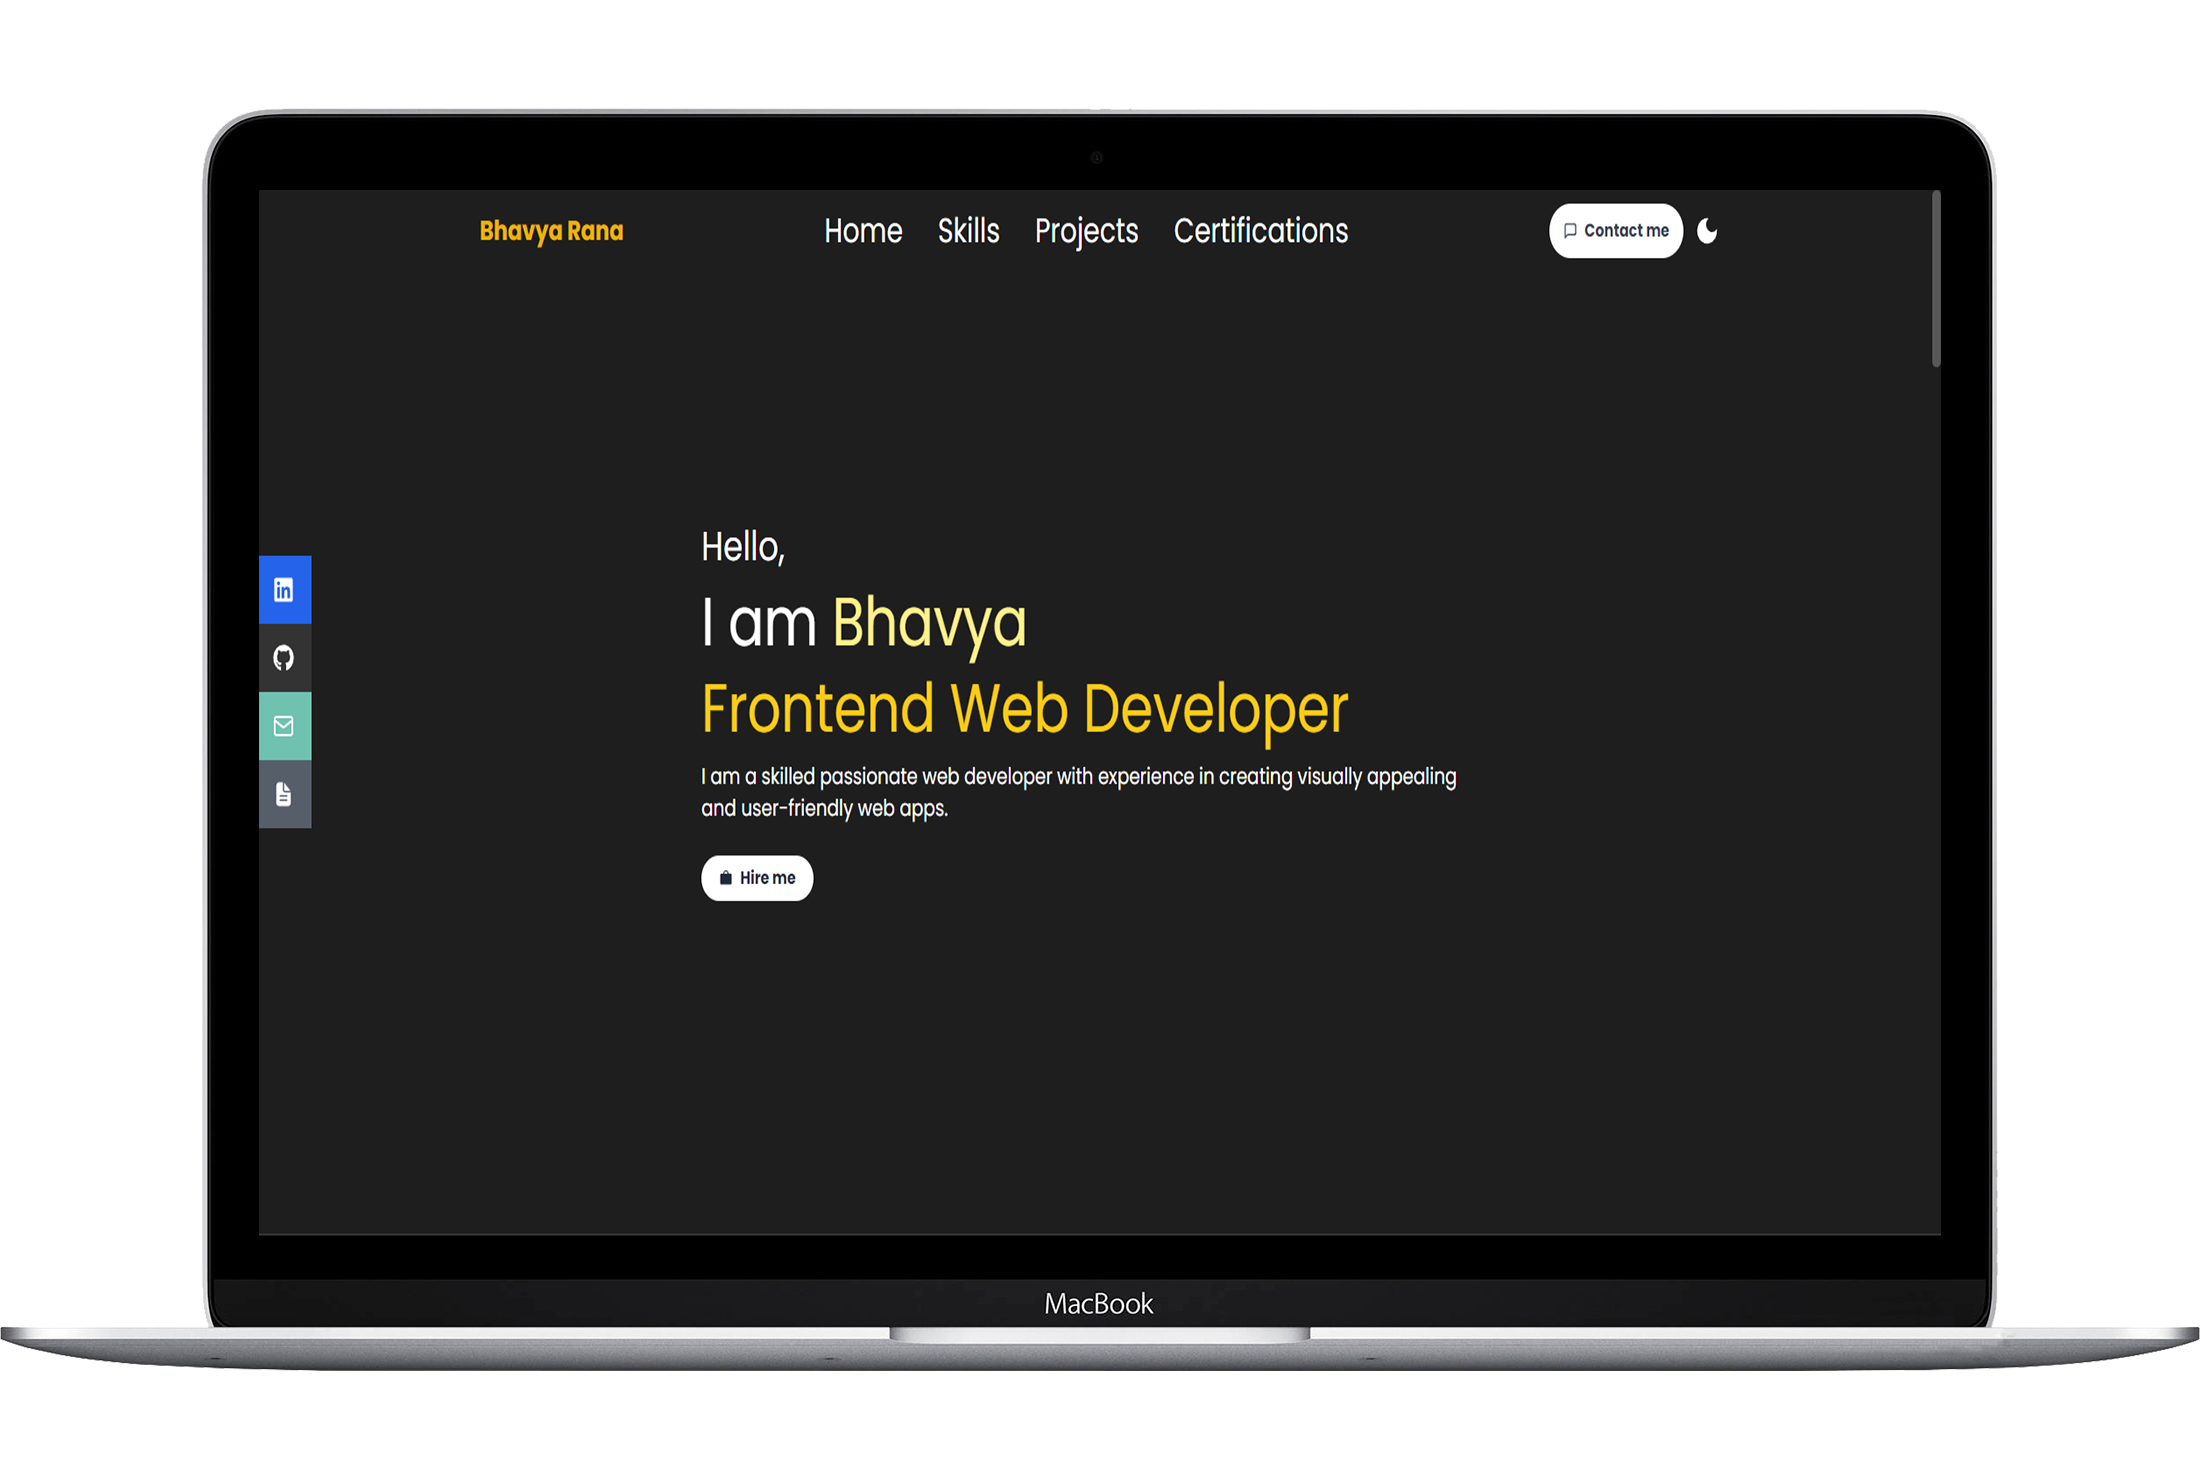 Bhavya Rana
Home Skills Projects Certifications
Contact me
in
Hello,
I am Bhavya
Frontend Web Developer
I am a skilled passionate web developer with experience in creating visually appealing
and user-friendly web apps.
Hire me
MacBook